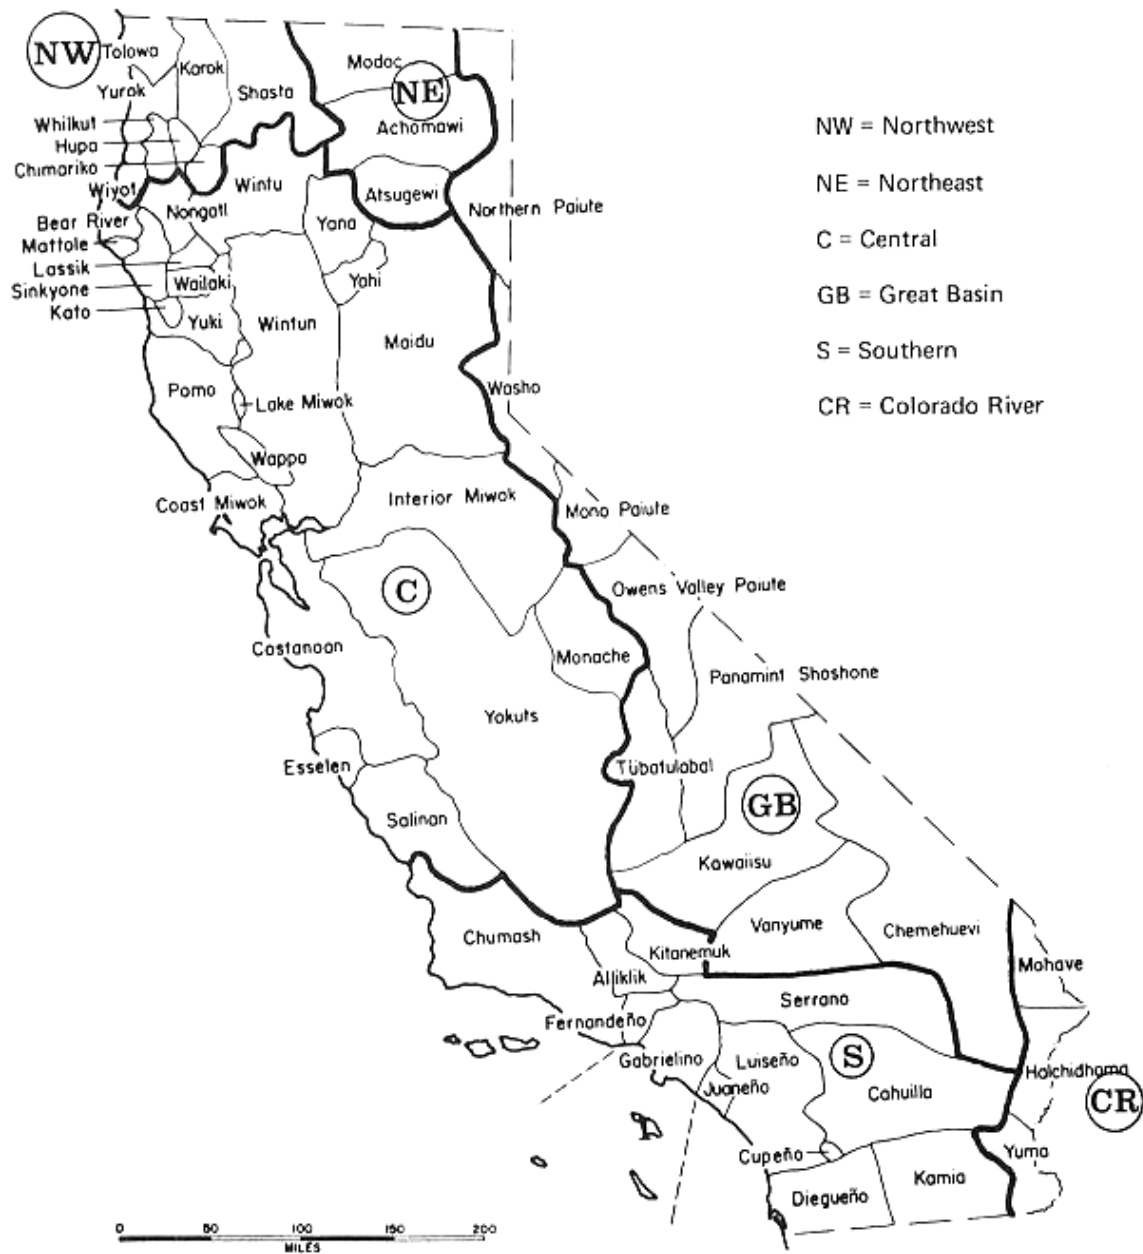 NW
Tolowa
Karok
Yurok
Shasta
Modoc
NE
Achomawi
Whilkut
Hupa
Chimariko
Wiyot
Wintu
Atsugewi
Bear River
Nongatl
Yana
Northern Paiute
Mattole
Lassik
Wailaki
Yahi
Sinkyone
Kato
Yuki
Wintun
Maidu
Pomo
Lake Miwok
Washo
Wappo
Coast Miwok
Interior Miwok
Mono Paiute
C
Owens Valley Paiute
Costanoan
Monache
Panamint Shoshone
Yokuts
Esselen
Tübatulabal
GB
Salinan
Kawaiisu
Chumash
Vanyume
Chemehuevi
Kitanemuk
Alliklik
Mohave
Serrano
Fernandeño
Gabrielino
Luiseño
S
Juaneño
Cahuilla
Halchidhoma
CR
Cupeño
Yuma
Diegueño
Kamia
NW = Northwest
NE = Northeast
C = Central
GB = Great Basin
S = Southern
CR = Colorado River
0 50 100 150 200
MILES